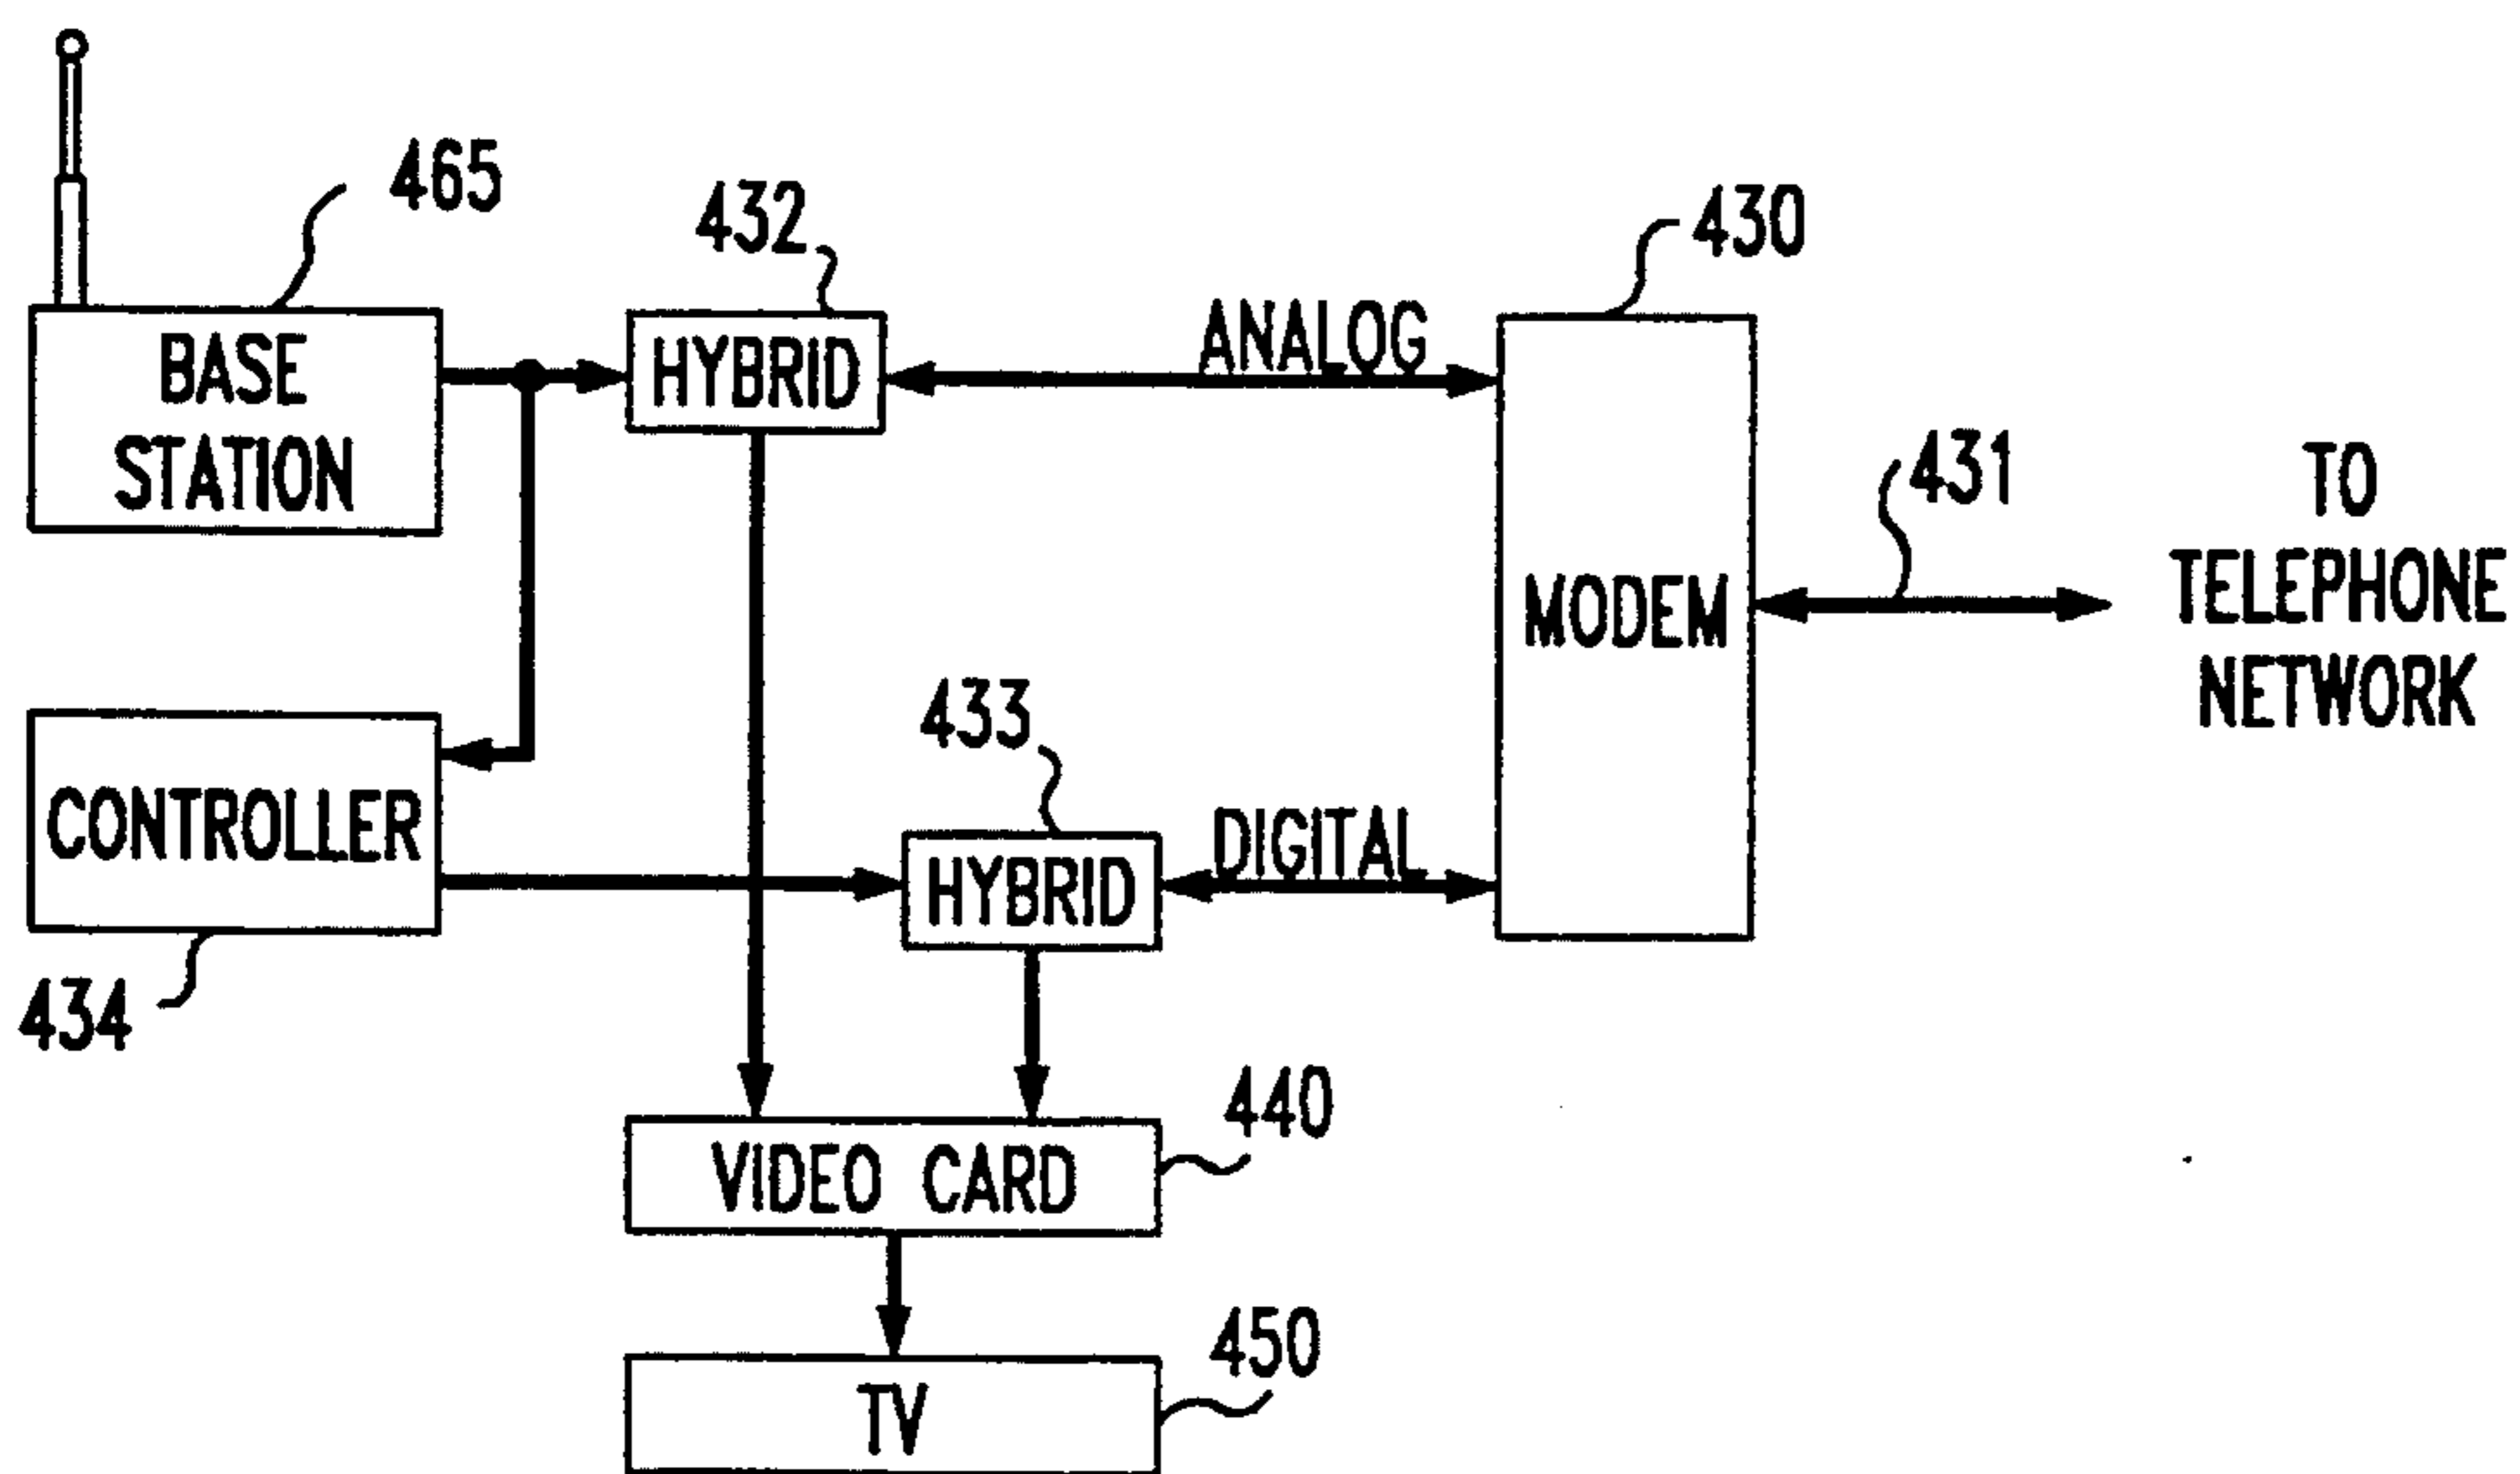 465
432
430
BASE
STATION
HYBRID
ANALOG
431
TO
TELEPHONE
NETWORK
MODEM
433
CONTROLLER
HYBRID
DIGITAL
434
440
VIDEO CARD
450
TV